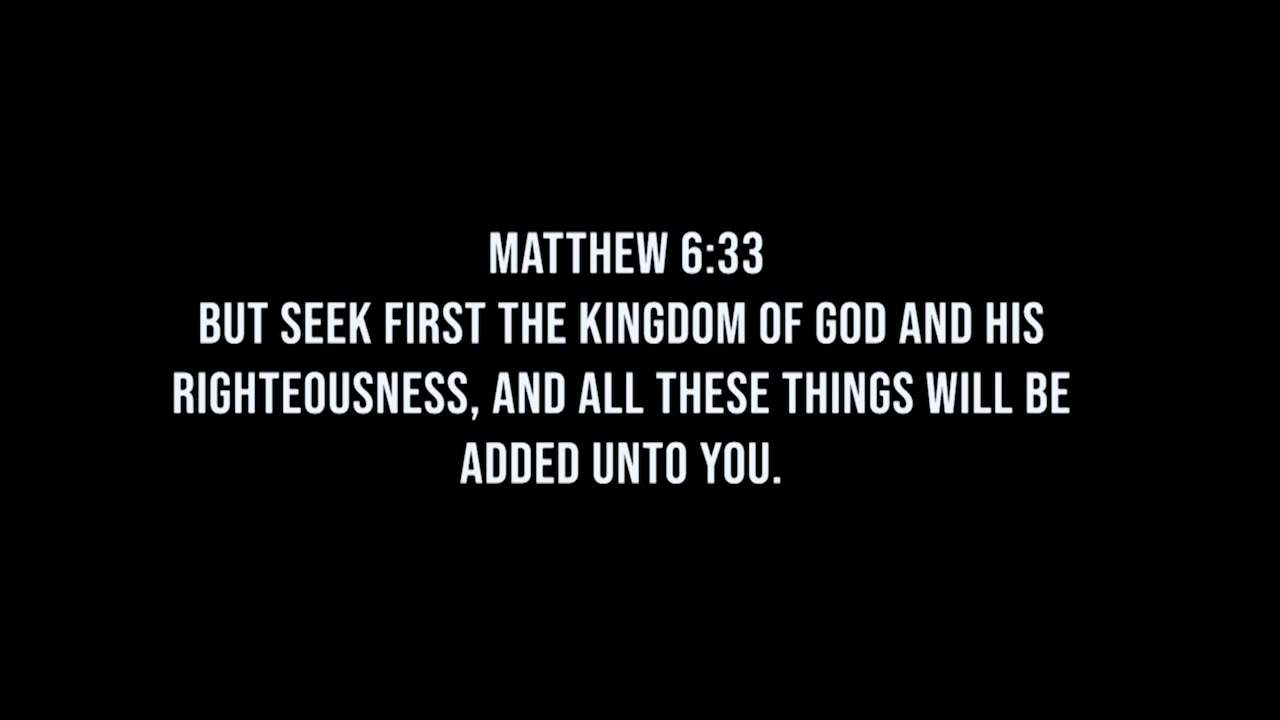 MATTHEW 6:33
BUT SEEK FIRST THE KINGDOM OF GOD AND HIS
RIGHTEOUSNESS, AND ALL THESE THINGS WILL BE
ADDED UNTO YOU.